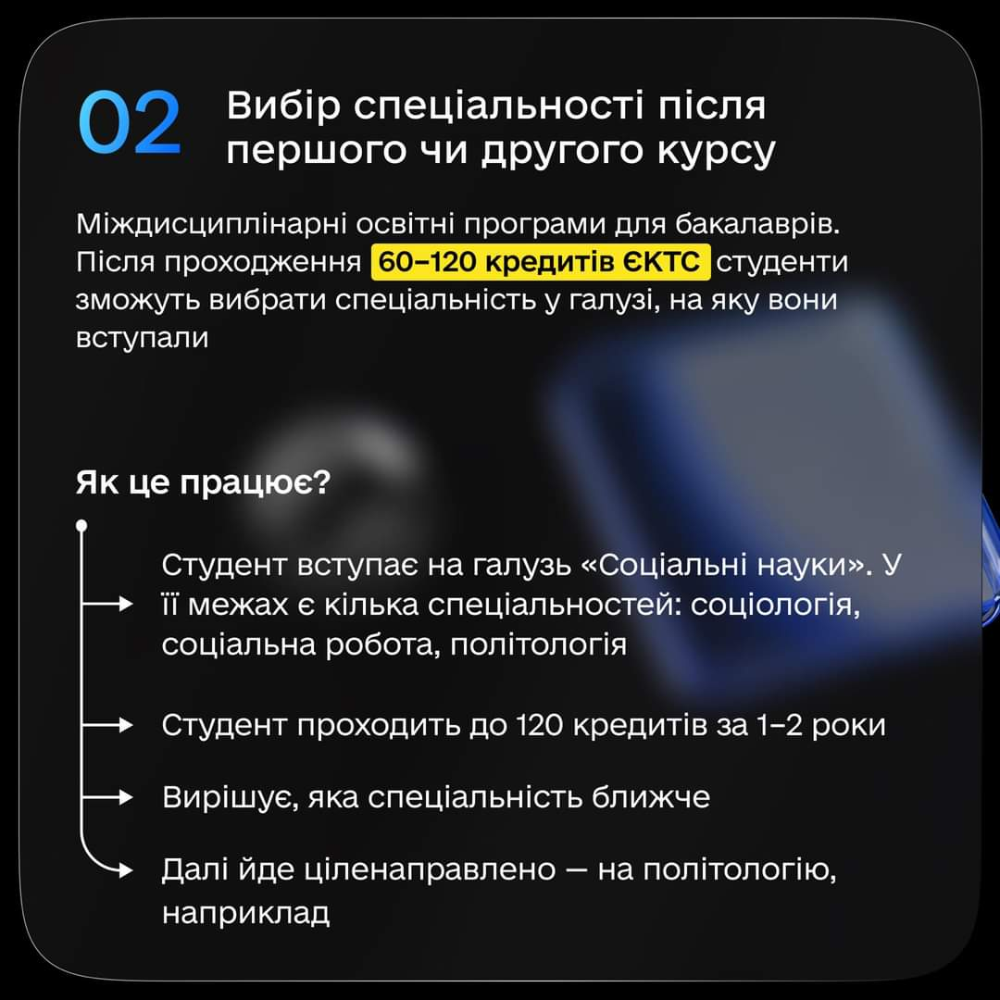 02
Вибір спеціальності після
першого чи другого курсу
Міждисциплінарні освітні програми для бакалаврів.
Після проходження 60–120 кредитів ЄКТС студенти
зможуть вибрати спеціальність у галузі, на яку вони
вступали
Як це працює?
Студент вступає на галузь «Соціальні науки». У
її межах є кілька спеціальностей: соціологія,
соціальна робота, політологія
Студент проходить до 120 кредитів за 1–2 роки
Вирішує, яка спеціальність ближче
Далі йде ціленаправлено — на політологію,
наприклад